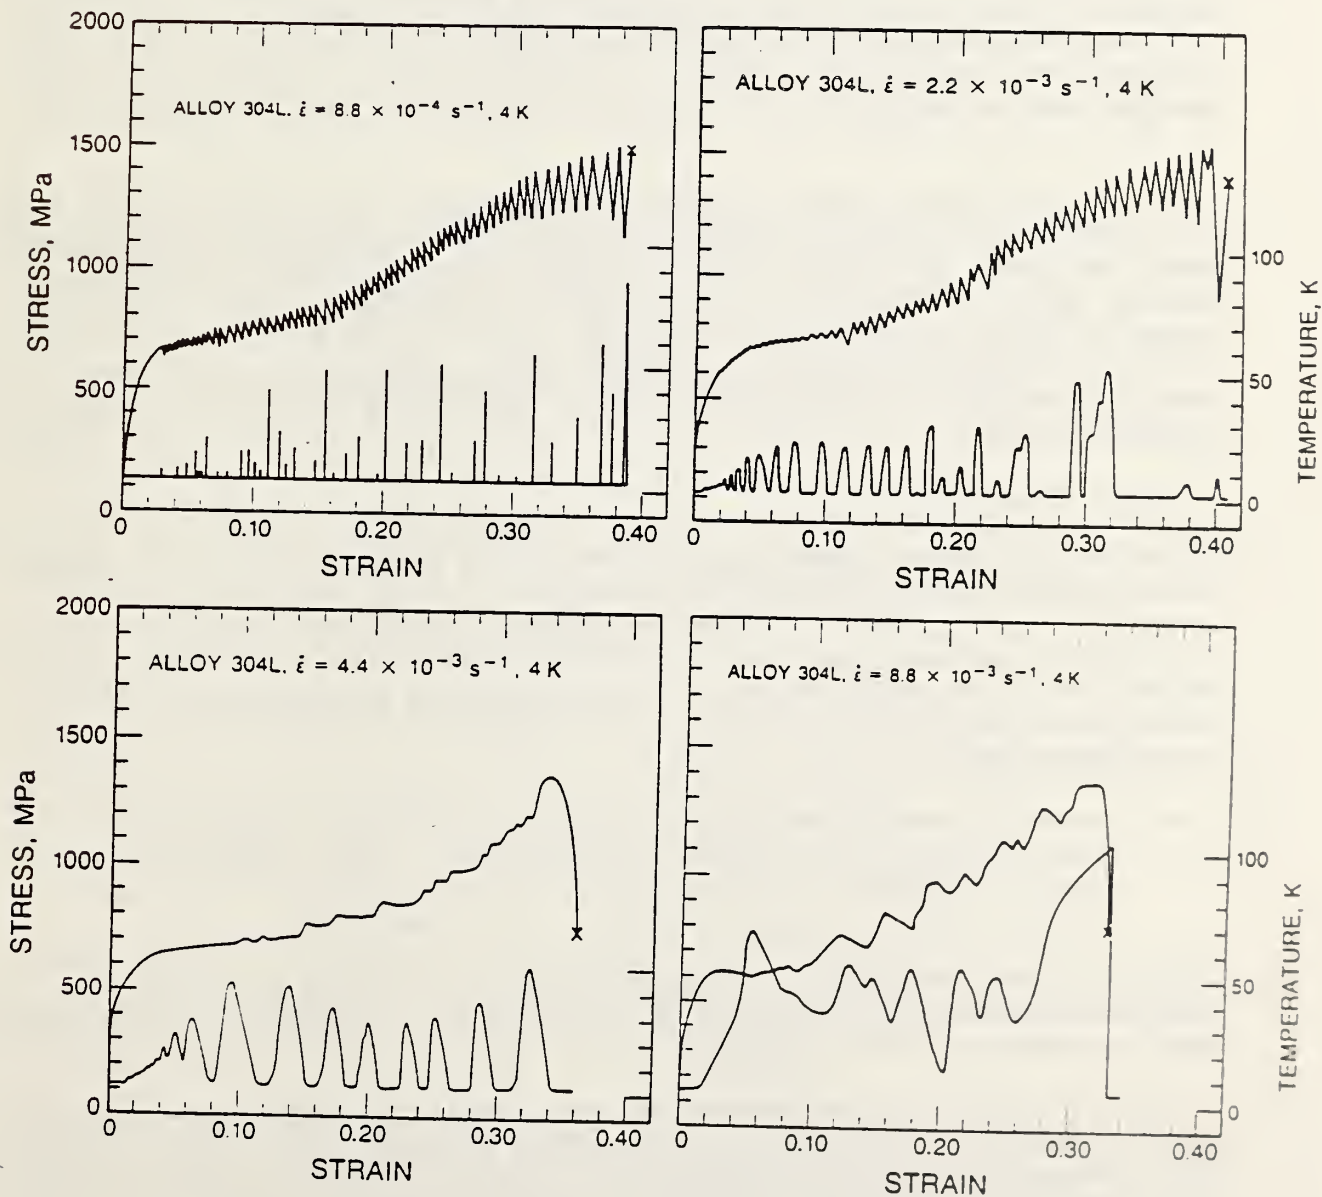 2000
1500
1000
500
0
STRESS, MPa
ALLOY 304L, ε̇ = 8.8 × 10⁻⁴ s⁻¹, 4 K
x
0
0.10
0.20
0.30
0.40
STRAIN
ALLOY 304L, ε̇ = 2.2 × 10⁻³ s⁻¹, 4 K
x
100
50
0
TEMPERATURE, K
0
0.10
0.20
0.30
0.40
STRAIN
2000
1500
1000
500
0
STRESS, MPa
ALLOY 304L, ε̇ = 4.4 × 10⁻³ s⁻¹, 4 K
x
0
0.10
0.20
0.30
0.40
STRAIN
ALLOY 304L, ε̇ = 8.8 × 10⁻³ s⁻¹, 4 K
x
100
50
0
TEMPERATURE, K
0
0.10
0.20
0.30
0.40
STRAIN